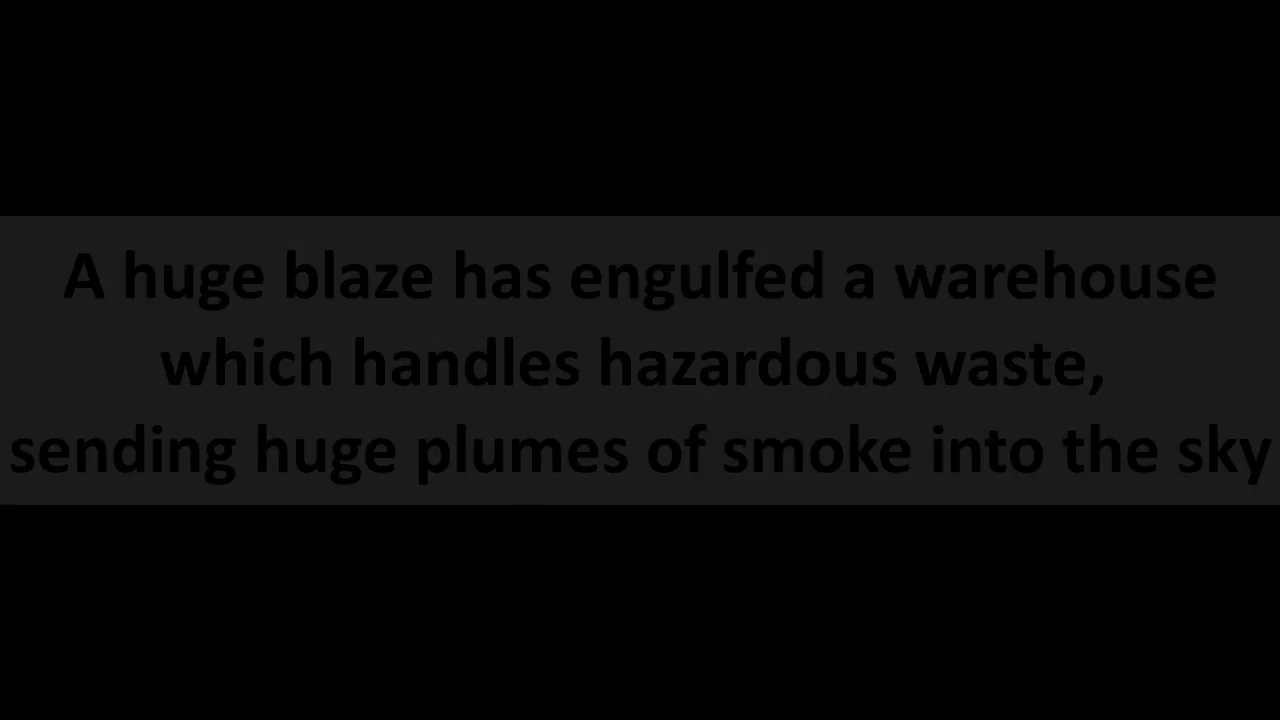 A huge blaze has engulfed a warehouse
which handles hazardous waste,
sending huge plumes of smoke into the sky